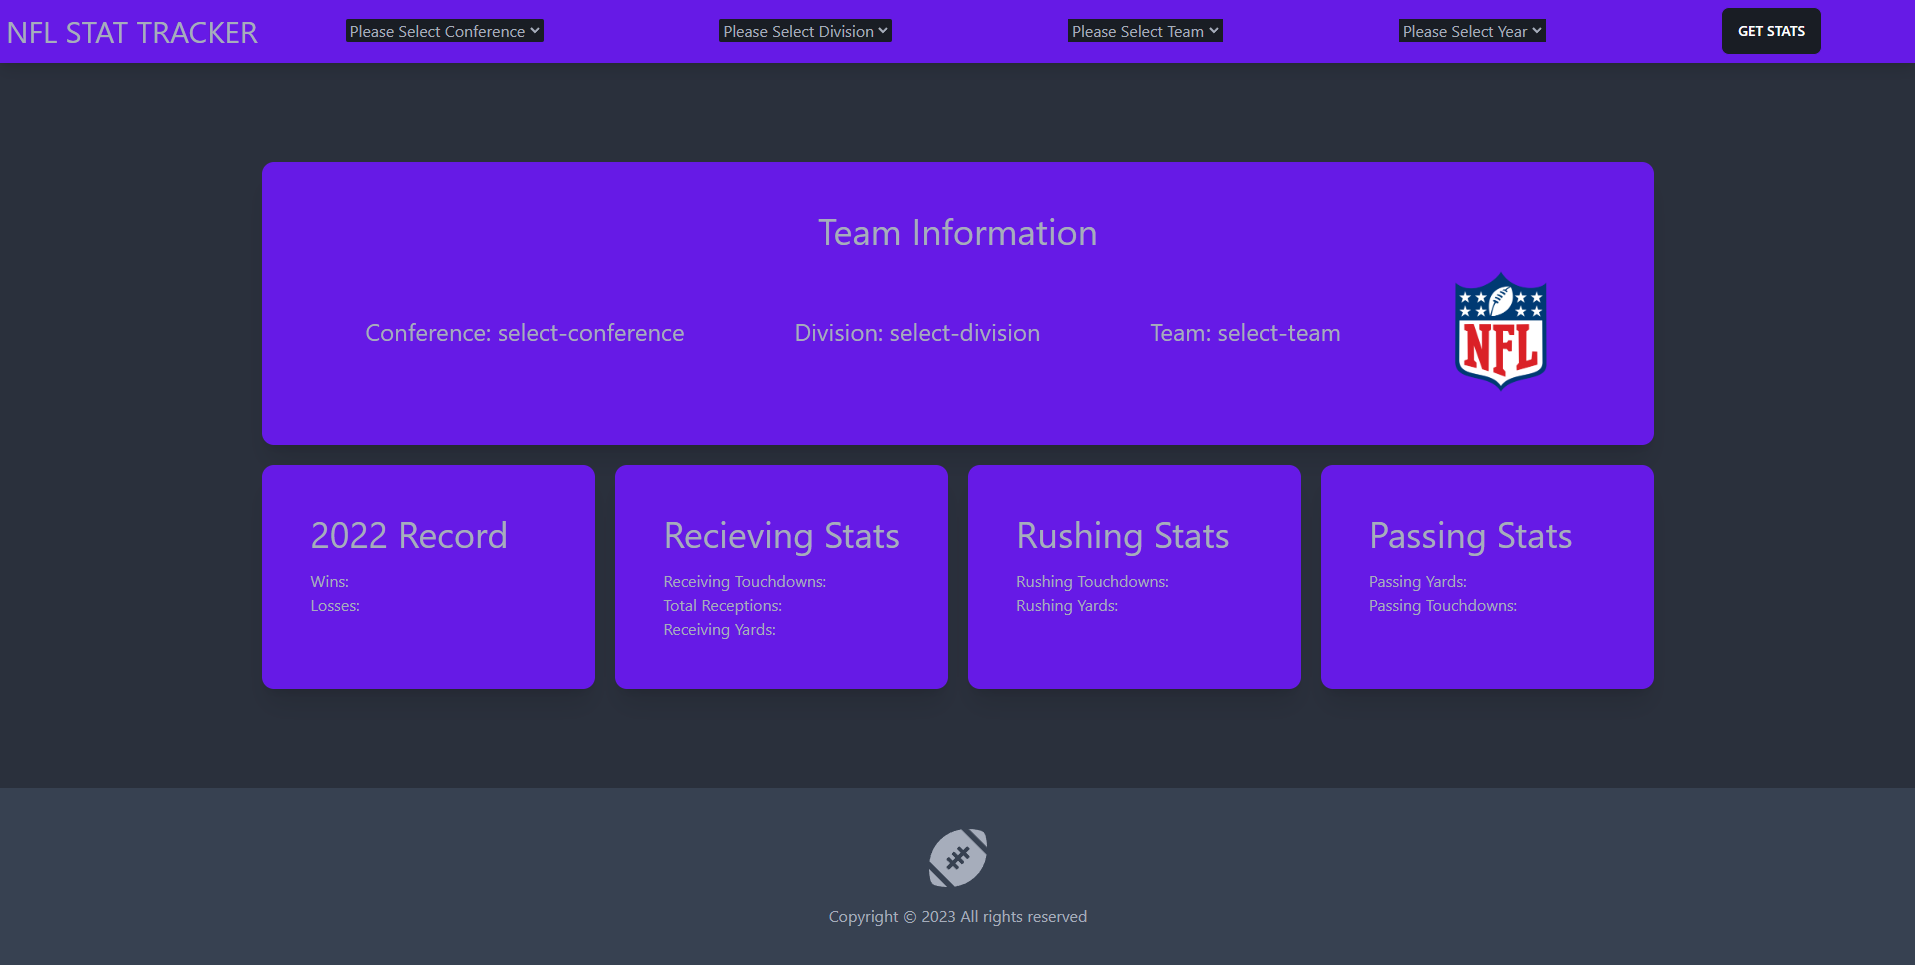 NFL STAT TRACKER
Please Select Conference
Please Select Division
Please Select Team
Please Select Year
GET STATS
Team Information
Conference: select-conference
Division: select-division
Team: select-team
NFL
2022 Record
Wins:
Losses:
Recieving Stats
Receiving Touchdowns:
Total Receptions:
Receiving Yards:
Rushing Stats
Rushing Touchdowns:
Rushing Yards:
Passing Stats
Passing Yards:
Passing Touchdowns:
Copyright © 2023 All rights reserved